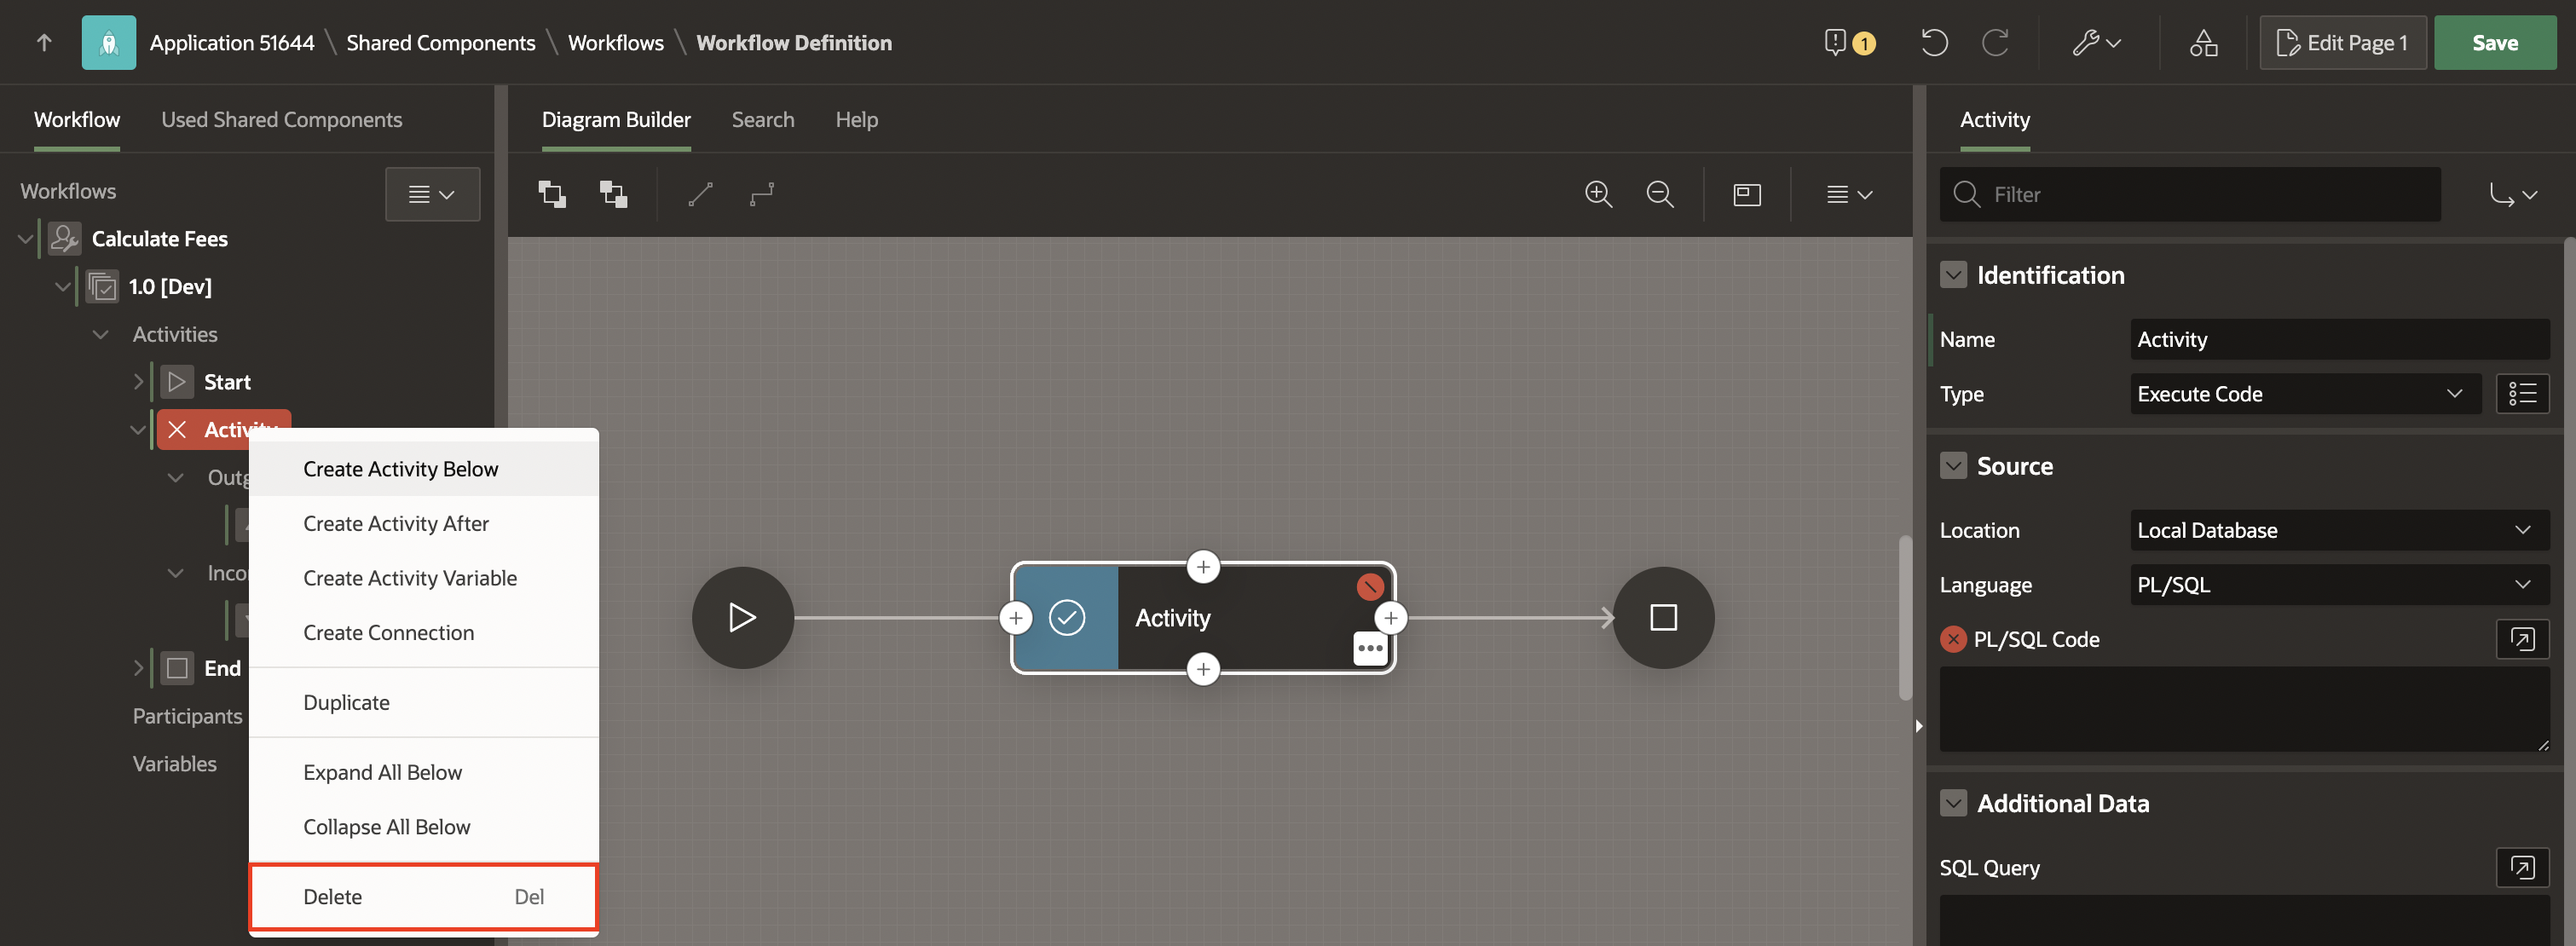 Application 51644 \ Shared Components \ Workflows \ Workflow Definition
1
Edit Page 1
Save
Workflow
Used Shared Components
Workflows
Calculate Fees
1.0 [Dev]
Activities
Start
Activity
End
Participants
Variables
Create Activity Below
Create Activity After
Create Activity Variable
Create Connection
Duplicate
Expand All Below
Collapse All Below
Delete Del
Diagram Builder
Search
Help
Activity
Activity
Filter
Identification
Name Activity
Type Execute Code
Source
Location Local Database
Language PL/SQL
PL/SQL Code
Additional Data
SQL Query